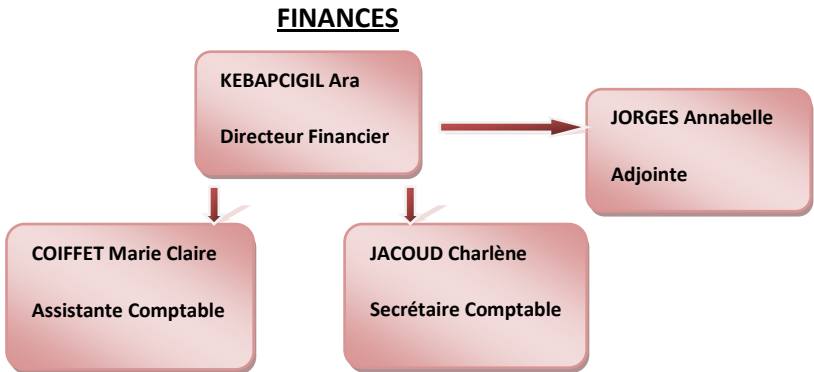 FINANCES
KEBAPCIGIL Ara
Directeur Financier
JORGES Annabelle
Adjointe
COIFFET Marie Claire
Assistante Comptable
JACOUD Charlène
Secrétaire Comptable